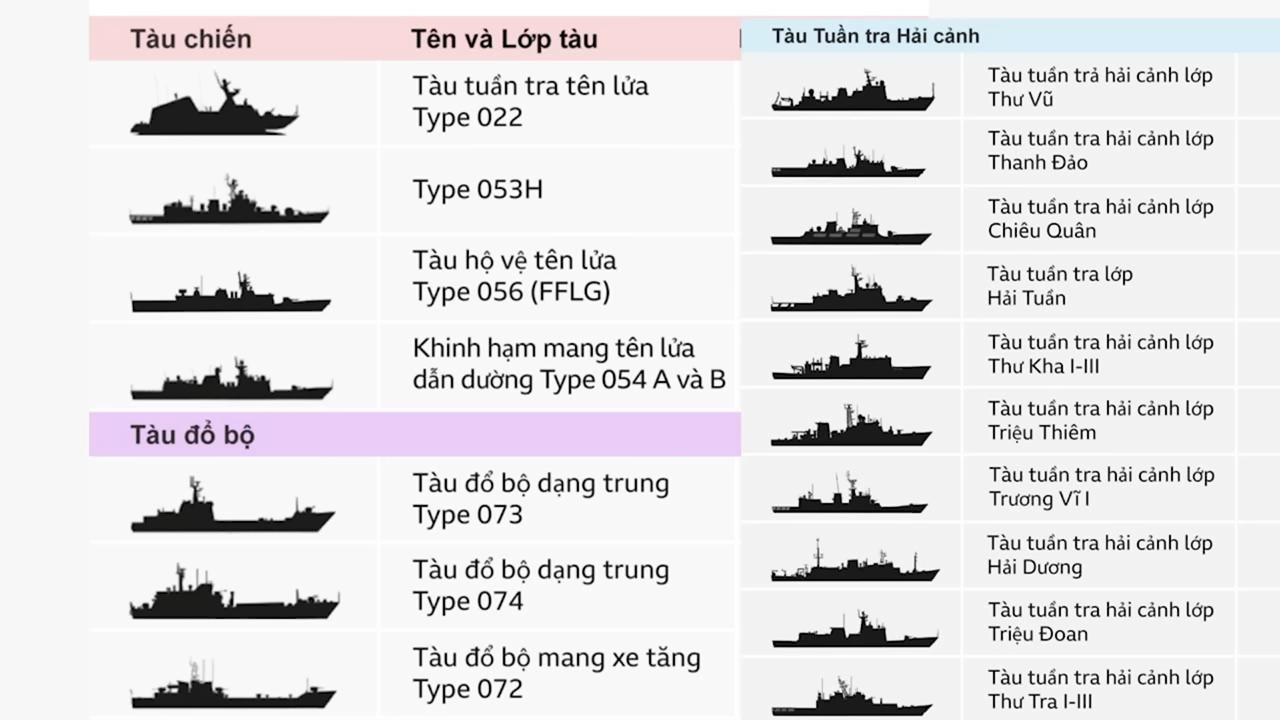 Tàu chiến
Tên và Lớp tàu
Tàu tuần tra tên lửa
Type 022
Type 053H
Tàu hộ vệ tên lửa
Type 056 (FFLG)
Khinh hạm mang tên lửa
dẫn dường Type 054 A và B
Tàu đổ bộ
Tàu đổ bộ dạng trung
Type 073
Tàu đổ bộ dạng trung
Type 074
Tàu đổ bộ mang xe tăng
Type 072
Tàu Tuần tra Hải cảnh
Tàu tuần trả hải cảnh lớp
Thư Vũ
Tàu tuần tra hải cảnh lớp
Thanh Đảo
Tàu tuần tra hải cảnh lớp
Chiêu Quân
Tàu tuần tra lớp
Hải Tuần
Tàu tuần tra hải cảnh lớp
Thư Kha I-III
Tàu tuần tra hải cảnh lớp
Triệu Thiêm
Tàu tuần tra hải cảnh lớp
Trương Vĩ I
Tàu tuần tra hải cảnh lớp
Hải Dương
Tàu tuần tra hải cảnh lớp
Triệu Đoan
Tàu tuần tra hải cảnh lớp
Thư Tra I-III